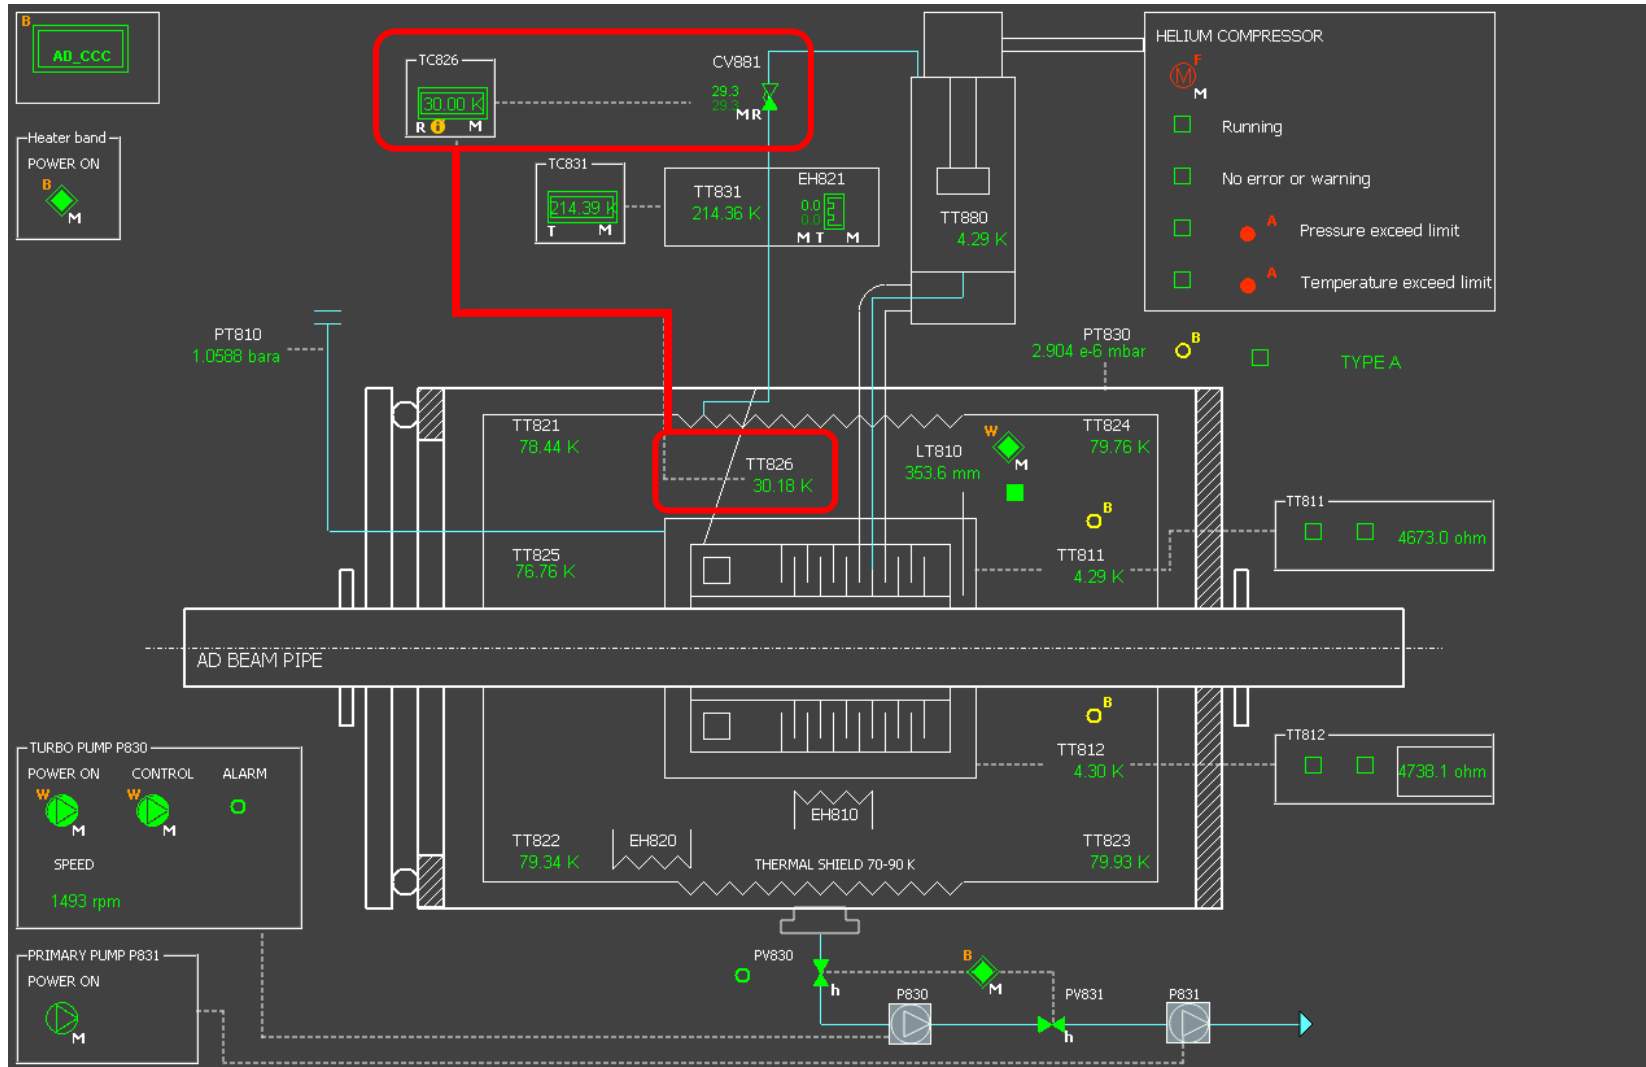 B
AD_CCC
Heater band
POWER ON
B
M
TC826
30.00 K
R i M
CV881
29.3
29.3
MR
TC831
214.39 K
T M
TT831
214.36 K
EH821
0.0
0.0
M T M
TT880
4.29 K
HELIUM COMPRESSOR
F
M
M
Running
No error or warning
A
Pressure exceed limit
A
Temperature exceed limit
PT810
1.0588 bara
PT830
2.904 e-6 mbar
B
TYPE A
TT821
78.44 K
TT826
30.18 K
LT810
353.6 mm
W
M
TT824
79.76 K
B
TT825
76.76 K
TT811
4.29 K
TT811
4673.0 ohm
AD BEAM PIPE
B
TT812
4.30 K
TT812
4738.1 ohm
EH810
EH820
TT822
79.34 K
THERMAL SHIELD 70-90 K
TT823
79.93 K
TURBO PUMP P830
POWER ON CONTROL ALARM
W W
M M
SPEED
1493 rpm
PRIMARY PUMP P831
POWER ON
M
PV830
h
B
M
P830
PV831
h
P831